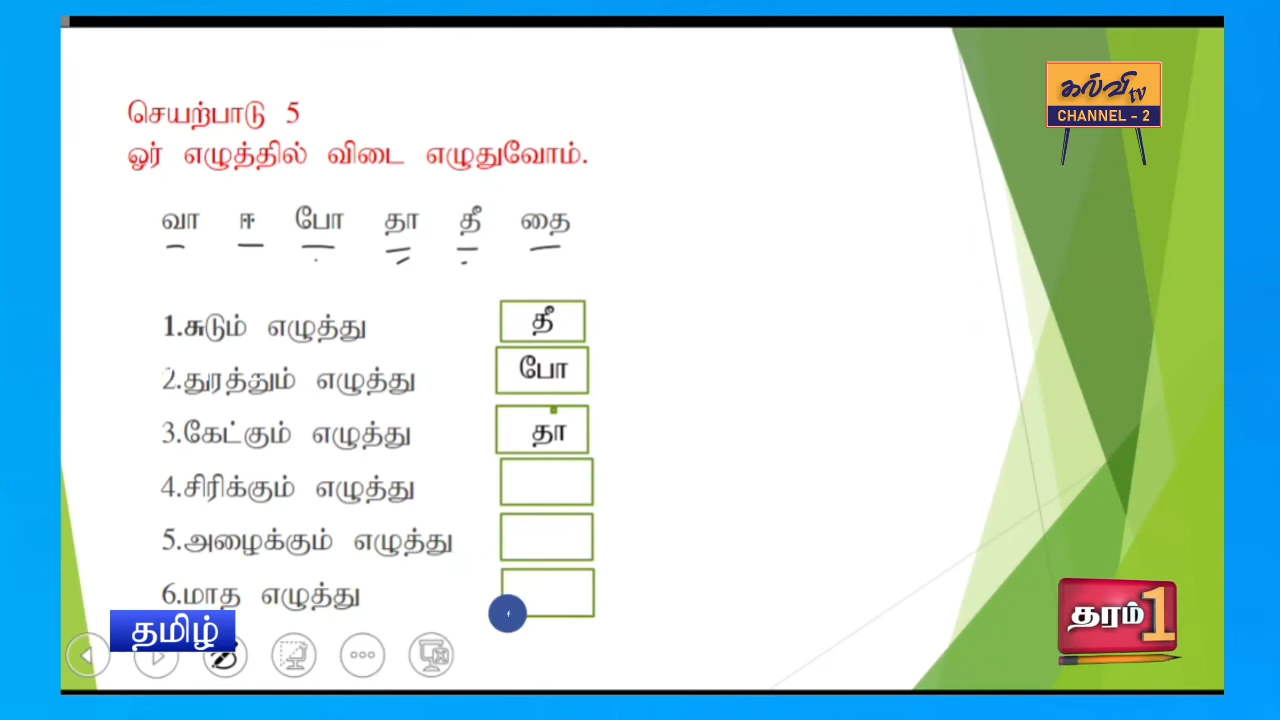 செயற்பாடு 5
ஓர் எழுத்தில் விடை எழுதுவோம்.
வா ஈ போ தா தீ தை
1.சுடும் எழுத்து தீ
2.துரத்தும் எழுத்து போ
3.கேட்கும் எழுத்து தா
4.சிரிக்கும் எழுத்து
5.அழைக்கும் எழுத்து
6.மாத எழுத்து
f
தமிழ்
கல்வி tv
CHANNEL - 2
தரம் 1